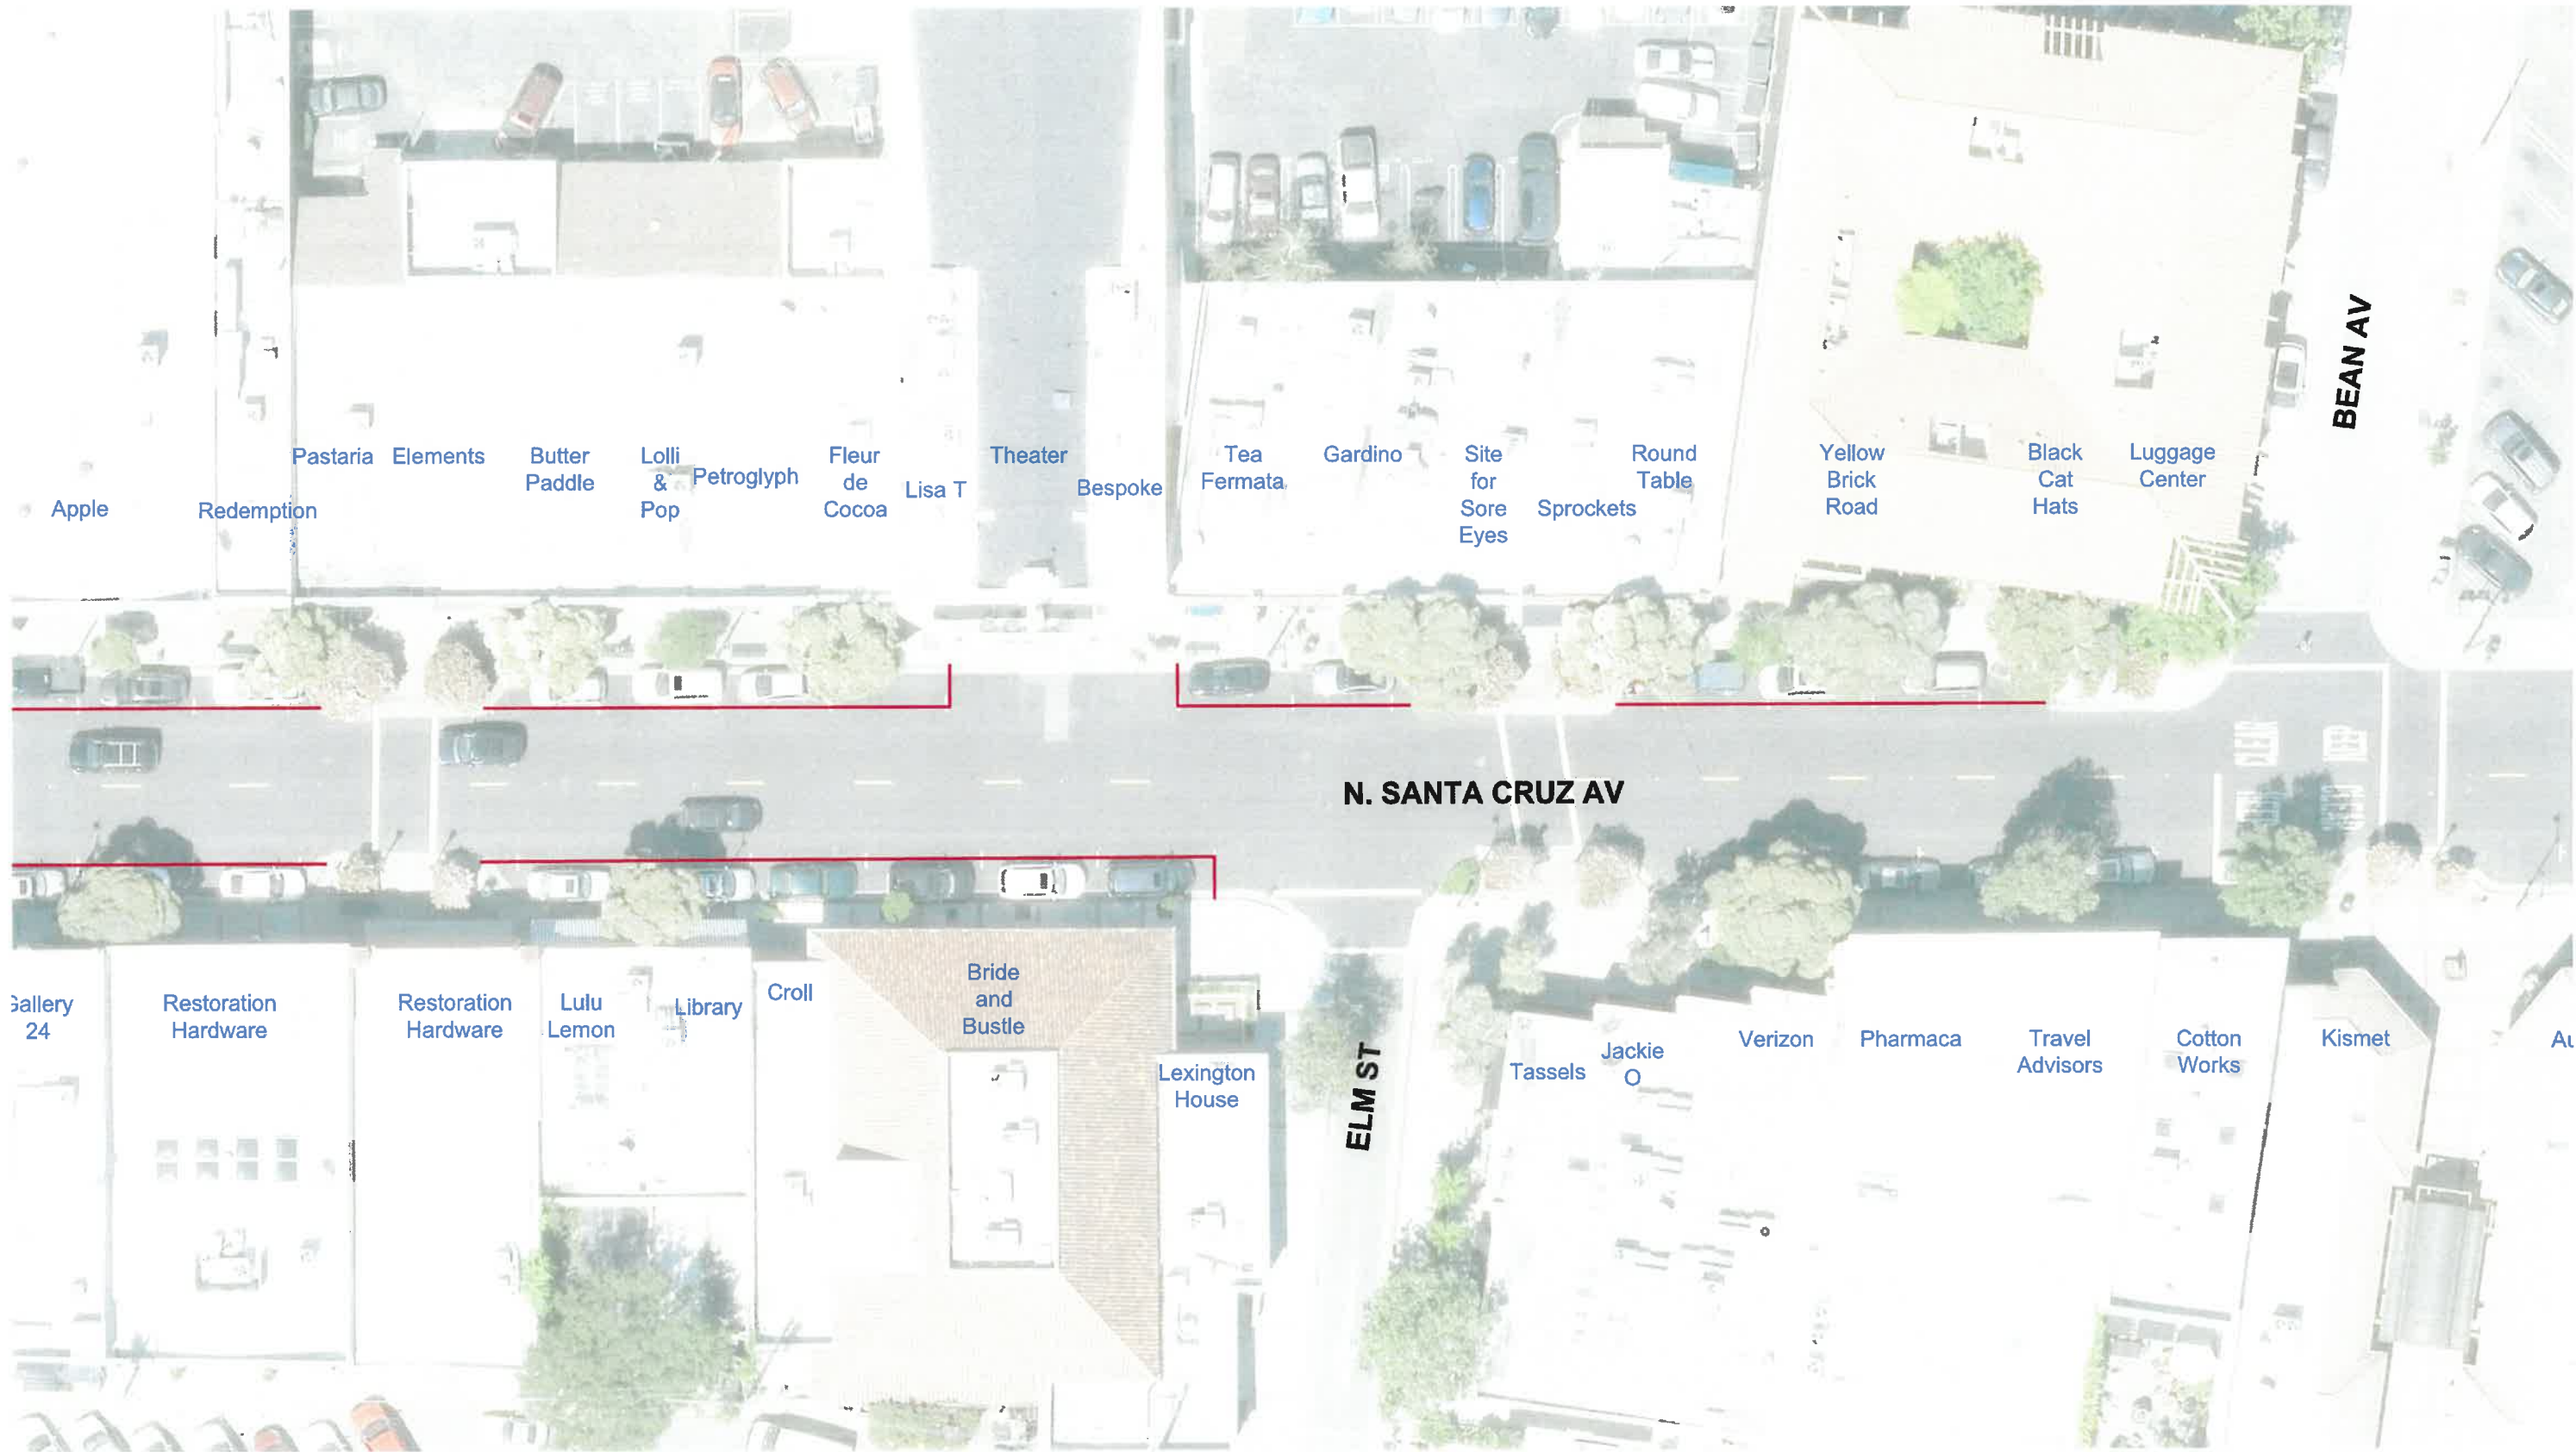 BEAN AV
Pastaria
Elements
Butter
Paddle
Lolli
&
Pop
Petroglyph
Fleur
de
Cocoa
Lisa T
Theater
Bespoke
Tea
Fermata
Gardino
Site
for
Sore
Eyes
Sprockets
Round
Table
Yellow
Brick
Road
Black
Cat
Hats
Luggage
Center
Apple
Redemption
KEEP
N. SANTA CRUZ AV
Gallery
24
Restoration
Hardware
Restoration
Hardware
Lulu
Lemon
Library
Croll
Bride
and
Bustle
Lexington
House
ELM ST
Tassels
Jackie
O
Verizon
Pharmaca
Travel
Advisors
Cotton
Works
Kismet